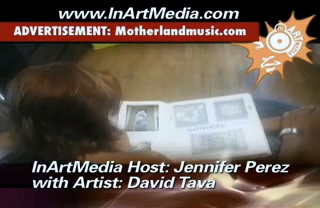 www.InArtMedia.com
ADVERTISEMENT: Motherlandmusic.com
InArtMedia Host: Jennifer Perez
with Artist: David Tava